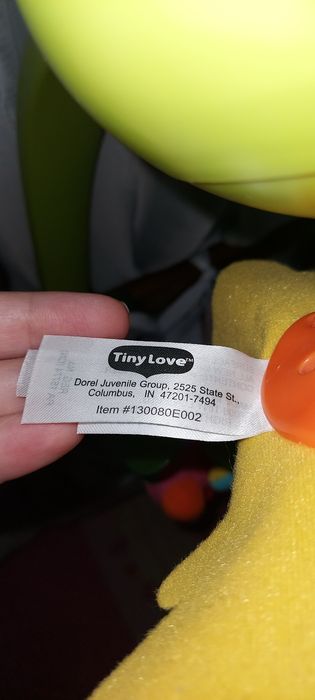 Tiny Love™
Dorel Juvenile Group, 2525 State St.,
Columbus, IN 47201-7494
Item #130080E002